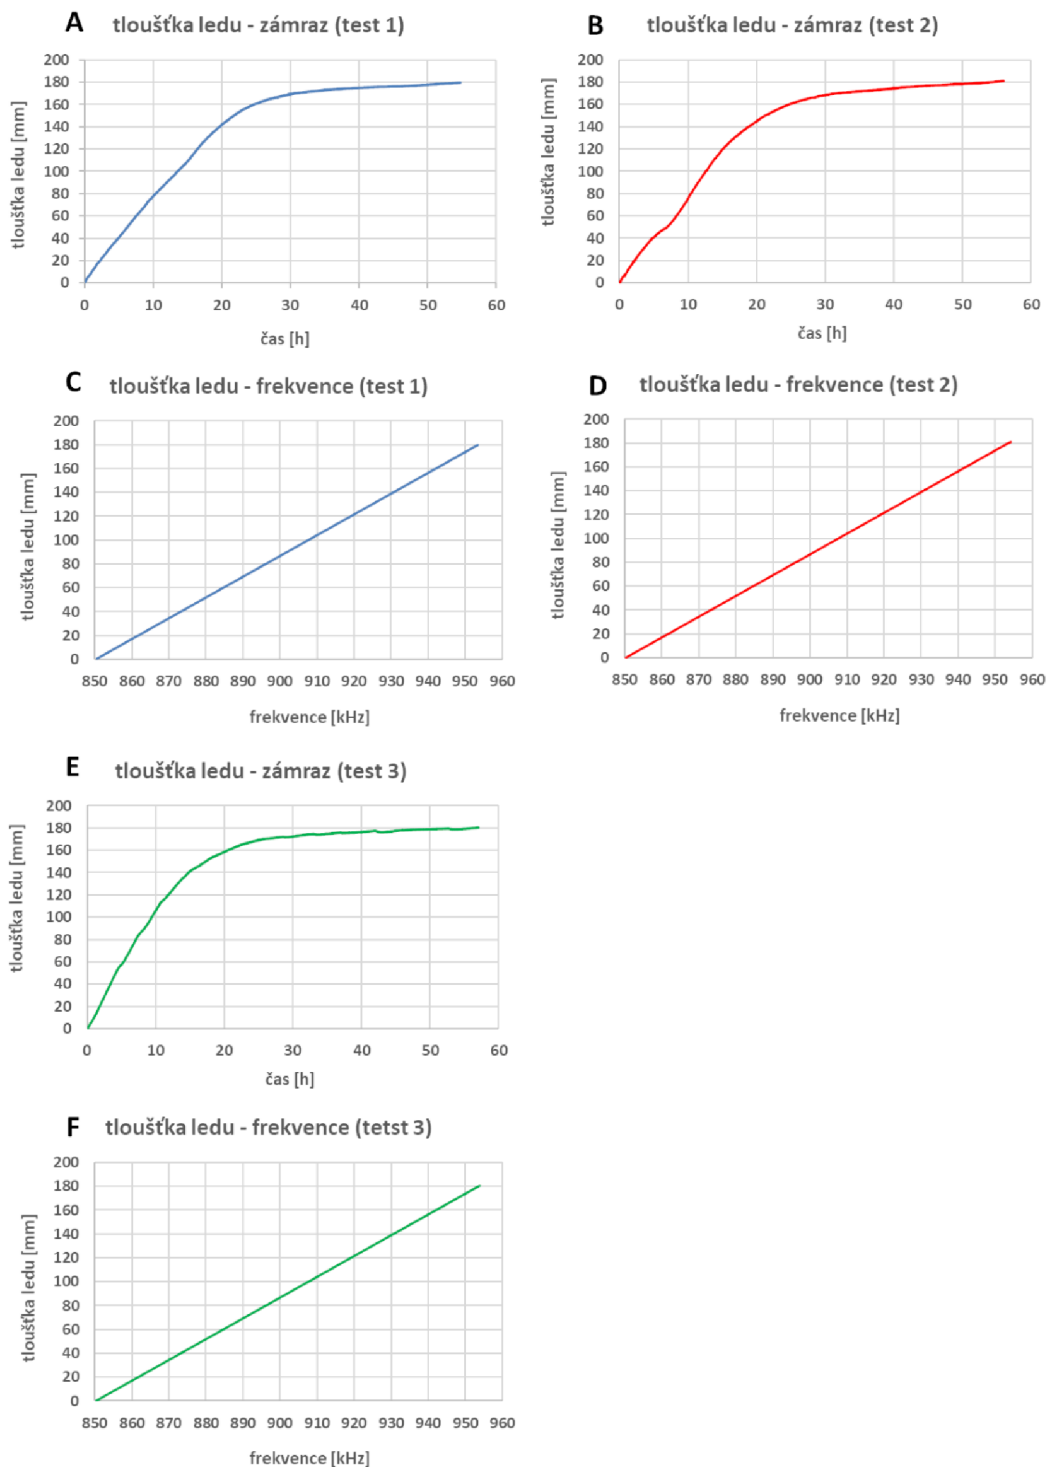 A tloušťka ledu - zámraz (test 1)
200
180
160
140
120
100
80
60
40
20
0
tloušťka ledu [mm]
0 10 20 30 40 50 60
čas [h]
B tloušťka ledu - zámraz (test 2)
200
180
160
140
120
100
80
60
40
20
0
tloušťka ledu [mm]
0 10 20 30 40 50 60
čas [h]
C tloušťka ledu - frekvence (test 1)
200
180
160
140
120
100
80
60
40
20
0
tloušťka ledu [mm]
850 860 870 880 890 900 910 920 930 940 950 960
frekvence [kHz]
D tloušťka ledu - frekvence (test 2)
200
180
160
140
120
100
80
60
40
20
0
tloušťka ledu [mm]
850 860 870 880 890 900 910 920 930 940 950 960
frekvence [kHz]
E tloušťka ledu - zámraz (test 3)
200
180
160
140
120
100
80
60
40
20
0
tloušťka ledu [mm]
0 10 20 30 40 50 60
čas [h]
F tloušťka ledu - frekvence (tetst 3)
200
180
160
140
120
100
80
60
40
20
0
tloušťka ledu [mm]
850 860 870 880 890 900 910 920 930 940 950 960
frekvence [kHz]